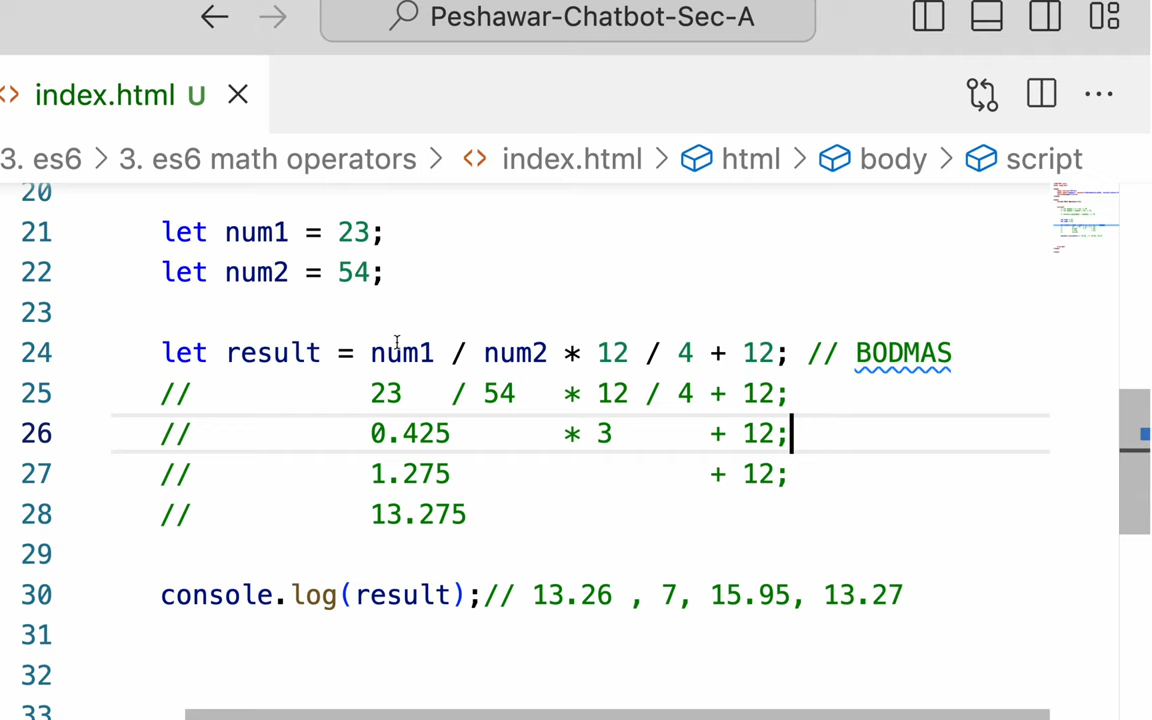 Peshawar-Chatbot-Sec-A
index.html U
3. es6 > 3. es6 math operators > index.html > html > body > script
20
21 let num1 = 23;
22 let num2 = 54;
23
24 let result = num1 / num2 * 12 / 4 + 12; // BODMAS
25 // 23 / 54 * 12 / 4 + 12;
26 // 0.425 * 3 + 12;
27 // 1.275 + 12;
28 // 13.275
29
30 console.log(result);// 13.26 , 7, 15.95, 13.27
31
32
33